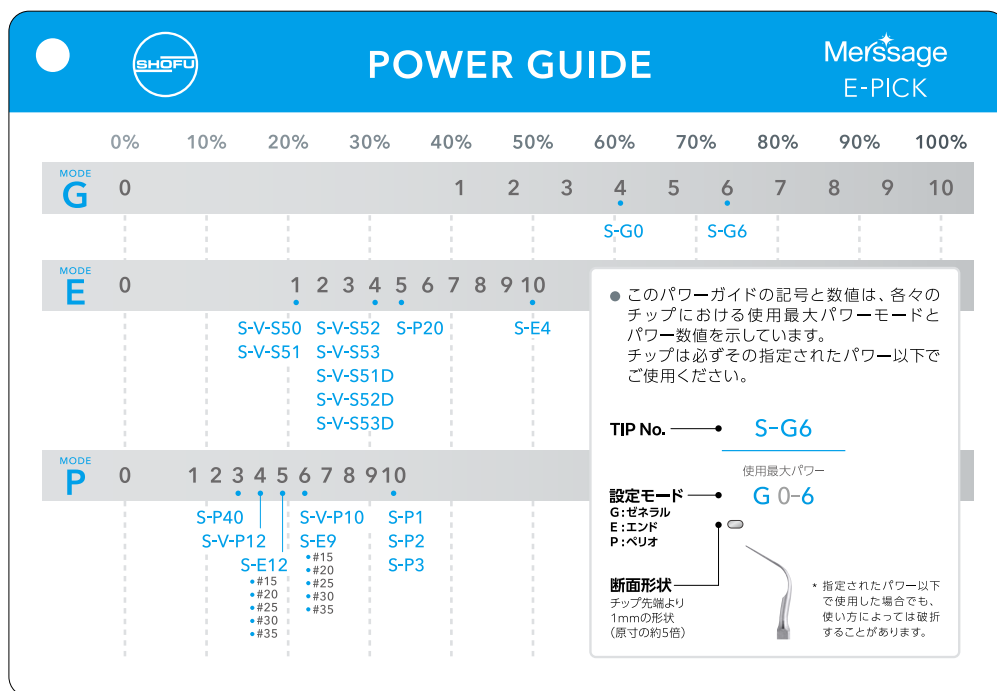 SHOFU
POWER GUIDE
Merssage
E-PICK
0% 10% 20% 30% 40% 50% 60% 70% 80% 90% 100%
MODE
G 0 1 2 3 4 5 6 7 8 9 10
S-G0 S-G6
MODE
E 0 1 2 3 4 5 6 7 8 9 10
S-V-S50 S-V-S52 S-P20 S-E4
S-V-S51 S-V-S53
S-V-S51D
S-V-S52D
S-V-S53D
MODE
P 0 1 2 3 4 5 6 7 8 9 10
S-P40 S-V-P10 S-P1
S-V-P12 S-E9 S-P2
S-E12 S-P3
•#15
•#20
•#25
•#30
•#35
•#15
•#20
•#25
•#30
•#35
● このパワーガイドの記号と数値は、各々の
チップにおける使用最大パワーモードと
パワー数値を示しています。
チップは必ずその指定されたパワー以下で
ご使用ください。
TIP No. S-G6
使用最大パワー
設定モード G 0-6
G:ゼネラル
E:エンド
P:ペリオ
断面形状
チップ先端より
1mmの形状
(原寸の約5倍)
* 指定されたパワー以下
で使用した場合でも、
使い方によっては破折
することがあります。